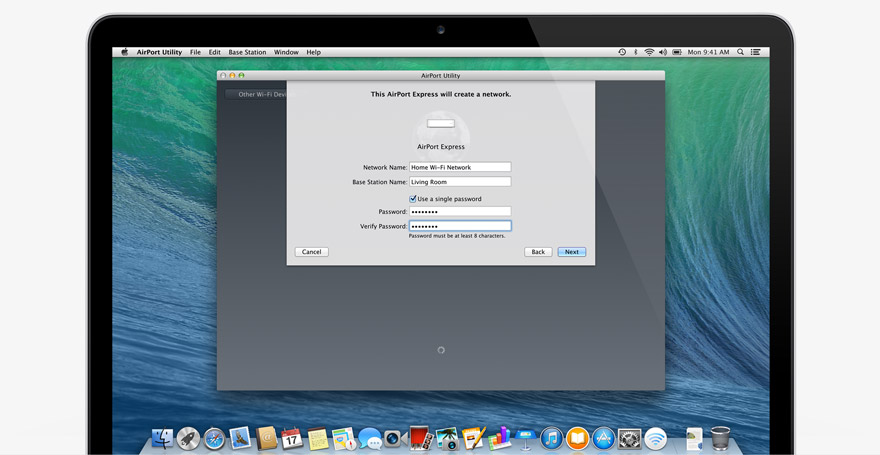 AirPort Utility File Edit Base Station Window Help Mon 9:41 AM
AirPort Utility
Other Wi-Fi Devi
This AirPort Express will create a network.
AirPort Express
Network Name: Home Wi-Fi Network
Base Station Name: Living Room
Use a single password
Password: ••••••••
Verify Password: ••••••••
Password must be at least 8 characters.
Cancel Back Next
17